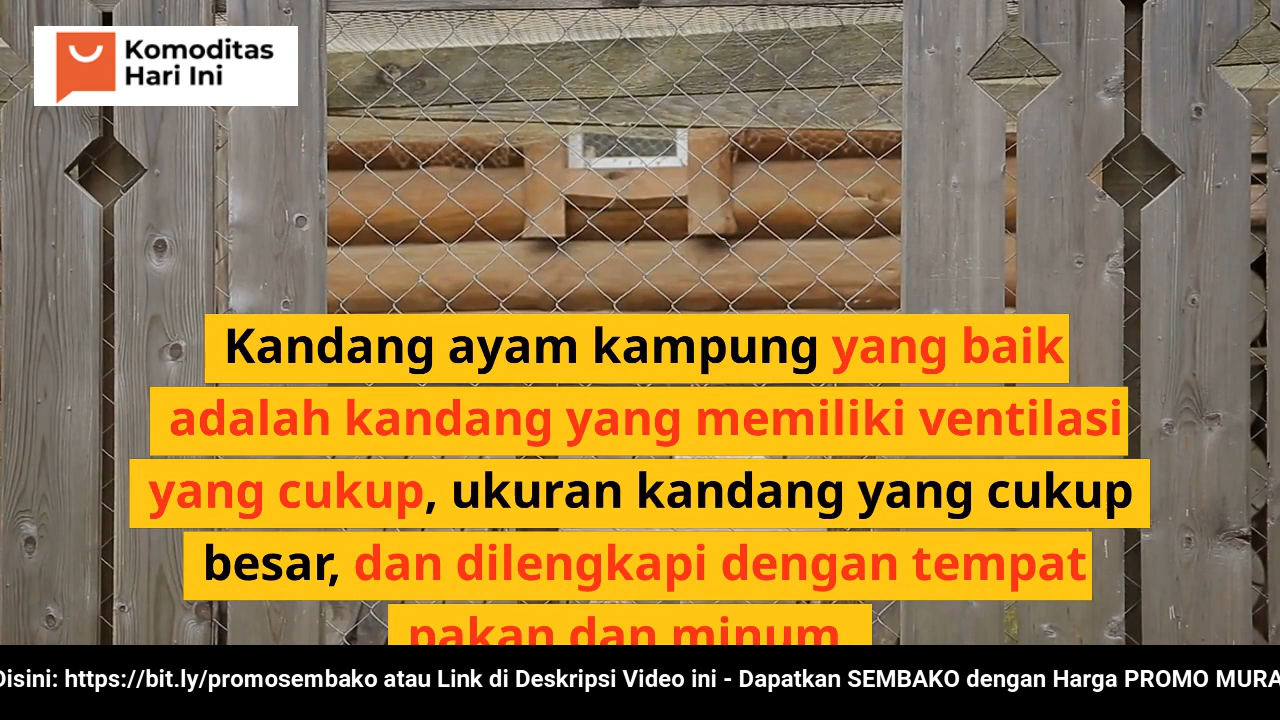 Komoditas
Hari Ini
Kandang ayam kampung yang baik
adalah kandang yang memiliki ventilasi
yang cukup, ukuran kandang yang cukup
besar, dan dilengkapi dengan tempat
pakan dan minum
Disini: https://bit.ly/promosembako atau Link di Deskripsi Video ini - Dapatkan SEMBAKO dengan Harga PROMO MURA